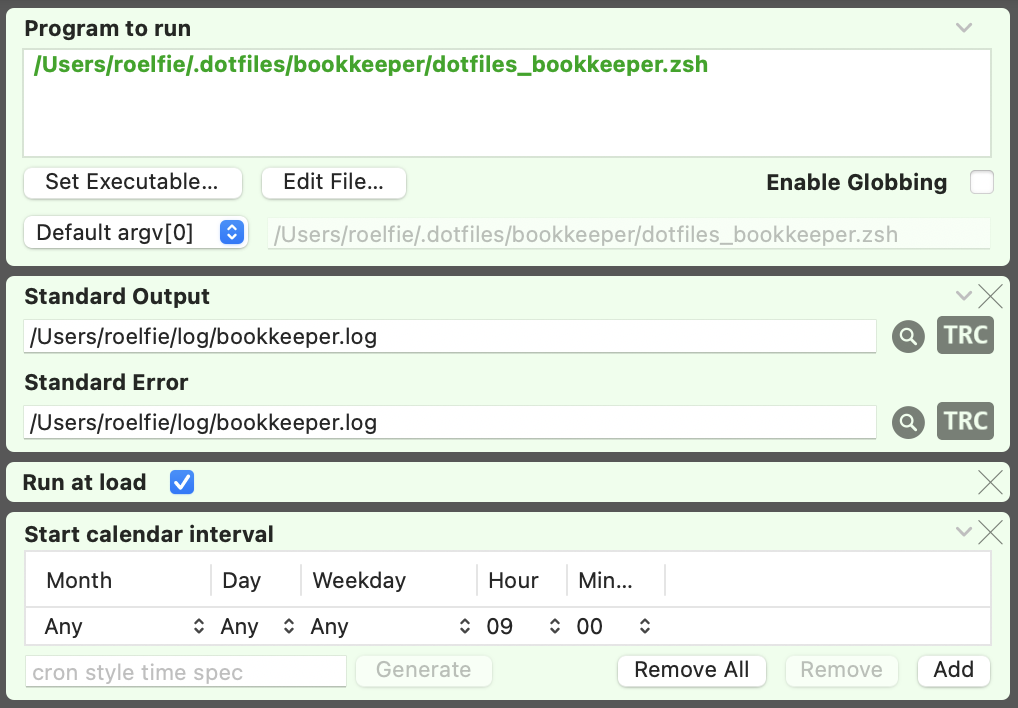 Program to run
/Users/roelfie/.dotfiles/bookkeeper/dotfiles_bookkeeper.zsh
Set Executable... Edit File... Enable Globbing
Default argv[0] /Users/roelfie/.dotfiles/bookkeeper/dotfiles_bookkeeper.zsh
Standard Output
/Users/roelfie/log/bookkeeper.log TRC
Standard Error
/Users/roelfie/log/bookkeeper.log TRC
Run at load
Start calendar interval
Month Day Weekday Hour Min...
Any Any Any 09 00
cron style time spec Generate Remove All Remove Add